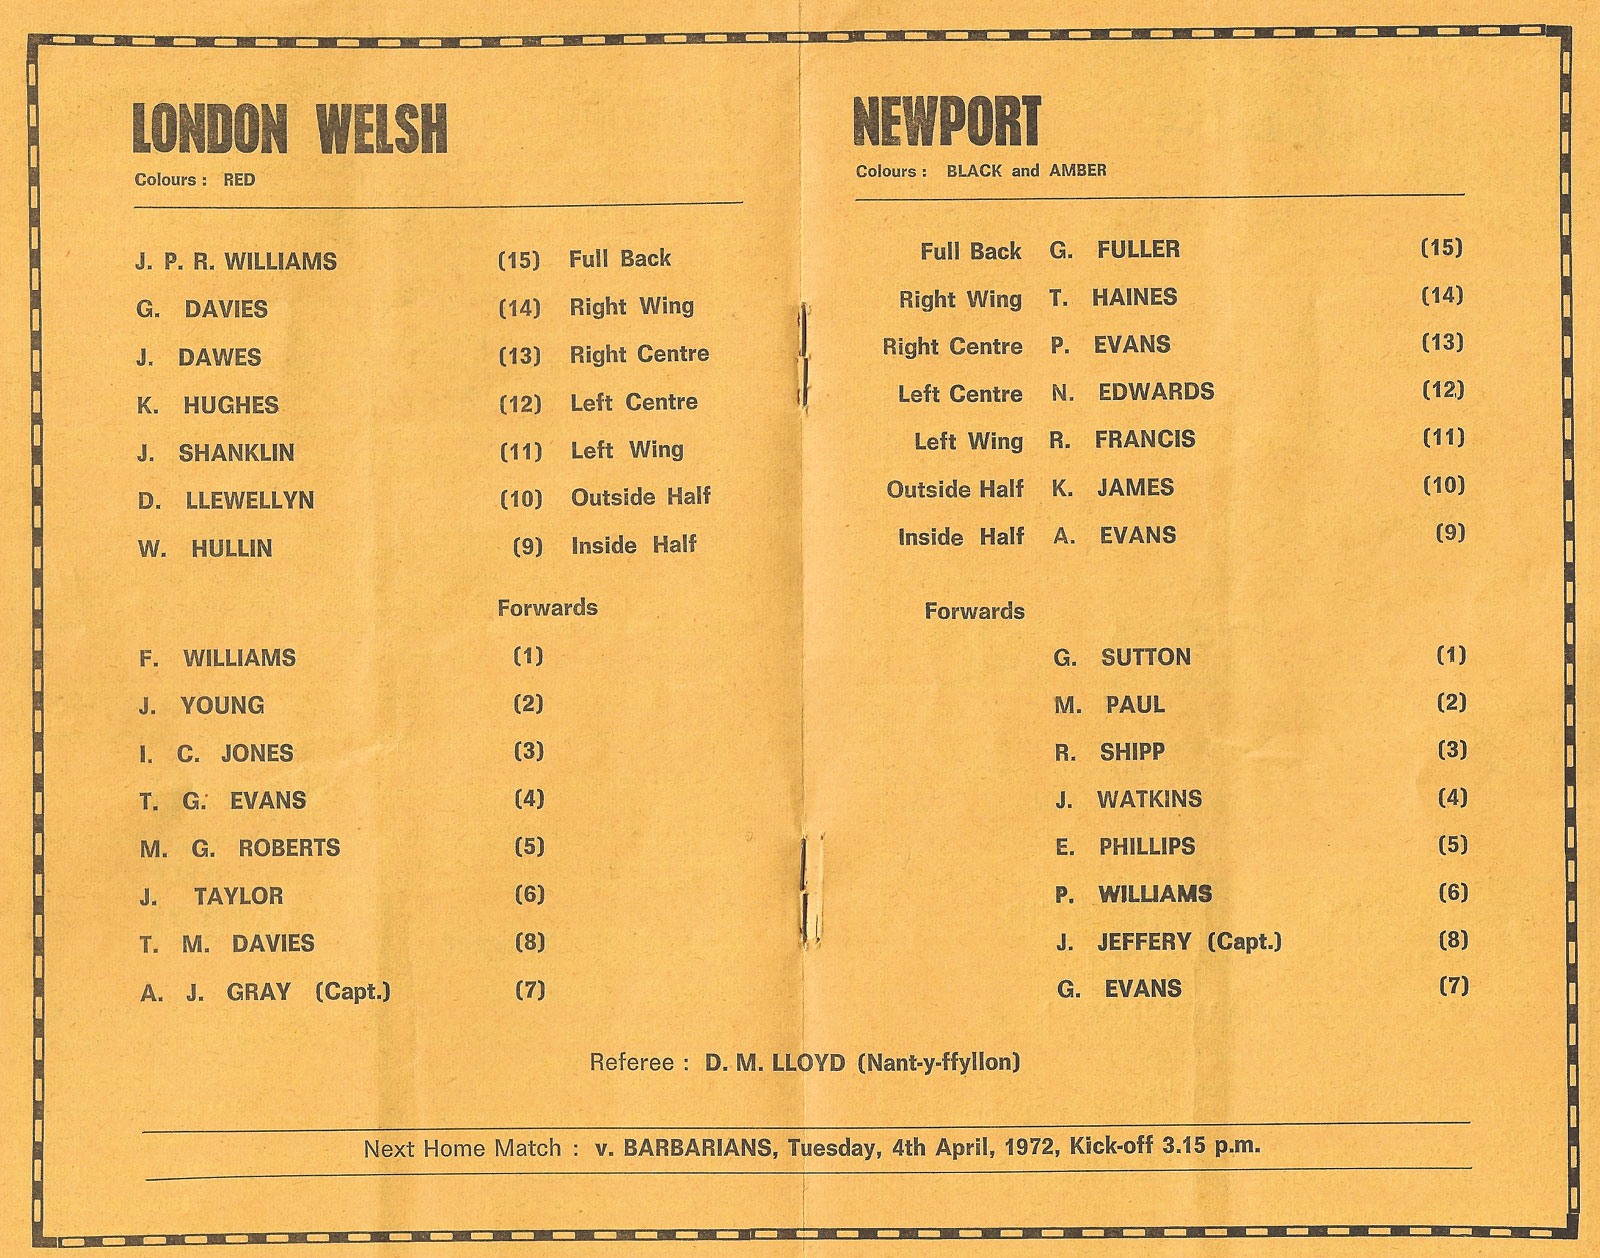 LONDON WELSH
Colours : RED
J. P. R. WILLIAMS (15) Full Back
G. DAVIES (14) Right Wing
J. DAWES (13) Right Centre
K. HUGHES (12) Left Centre
J. SHANKLIN (11) Left Wing
D. LLEWELLYN (10) Outside Half
W. HULLIN (9) Inside Half
Forwards
F. WILLIAMS (1)
J. YOUNG (2)
I. C. JONES (3)
T. G. EVANS (4)
M. G. ROBERTS (5)
J. TAYLOR (6)
T. M. DAVIES (8)
A. J. GRAY (Capt.) (7)
NEWPORT
Colours : BLACK and AMBER
Full Back G. FULLER (15)
Right Wing T. HAINES (14)
Right Centre P. EVANS (13)
Left Centre N. EDWARDS (12)
Left Wing R. FRANCIS (11)
Outside Half K. JAMES (10)
Inside Half A. EVANS (9)
Forwards
G. SUTTON (1)
M. PAUL (2)
R. SHIPP (3)
J. WATKINS (4)
E. PHILLIPS (5)
P. WILLIAMS (6)
J. JEFFERY (Capt.) (8)
G. EVANS (7)
Referee : D. M. LLOYD (Nant-y-ffyllon)
Next Home Match : v. BARBARIANS, Tuesday, 4th April, 1972, Kick-off 3.15 p.m.